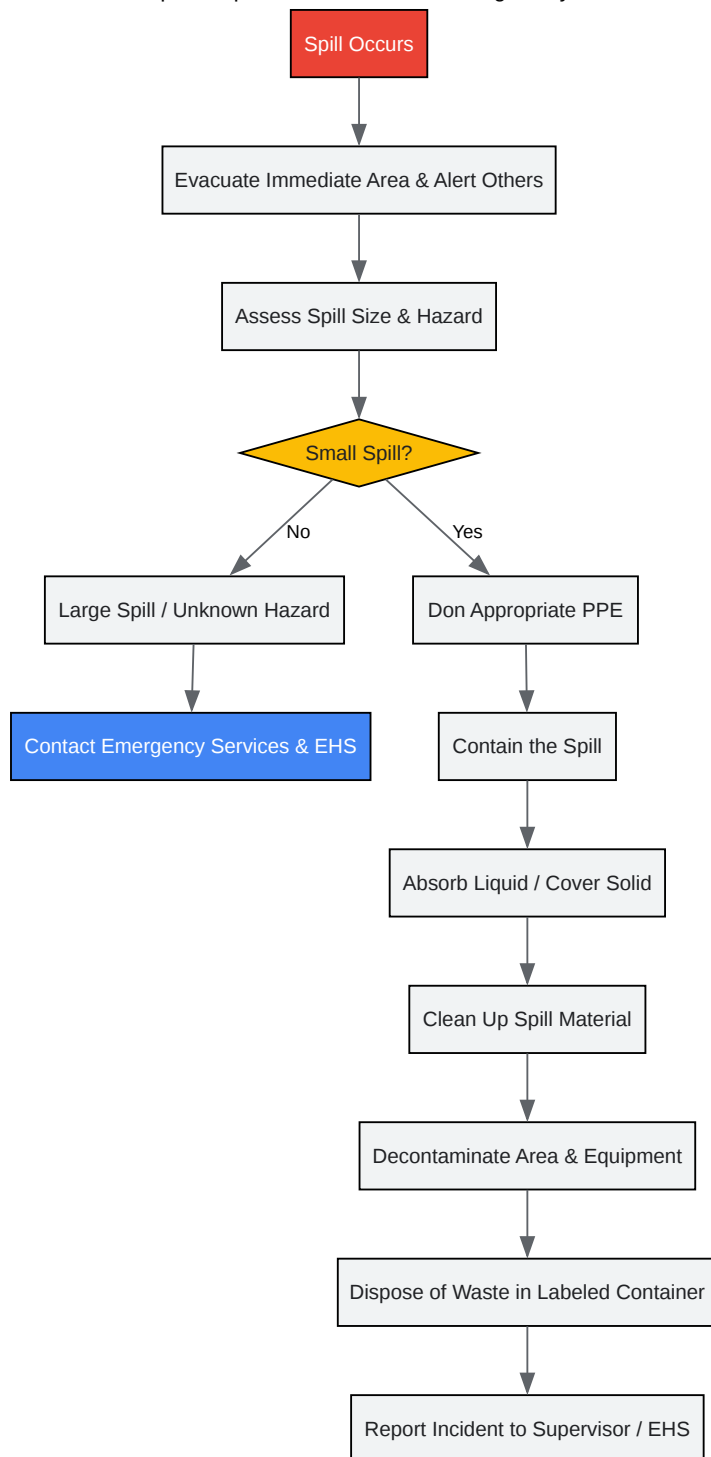 Spill Occurs
Evacuate Immediate Area & Alert Others
Assess Spill Size & Hazard
Small Spill?
No
Yes
Large Spill / Unknown Hazard
Don Appropriate PPE
Contact Emergency Services & EHS
Contain the Spill
Absorb Liquid / Cover Solid
Clean Up Spill Material
Decontaminate Area & Equipment
Dispose of Waste in Labeled Container
Report Incident to Supervisor / EHS